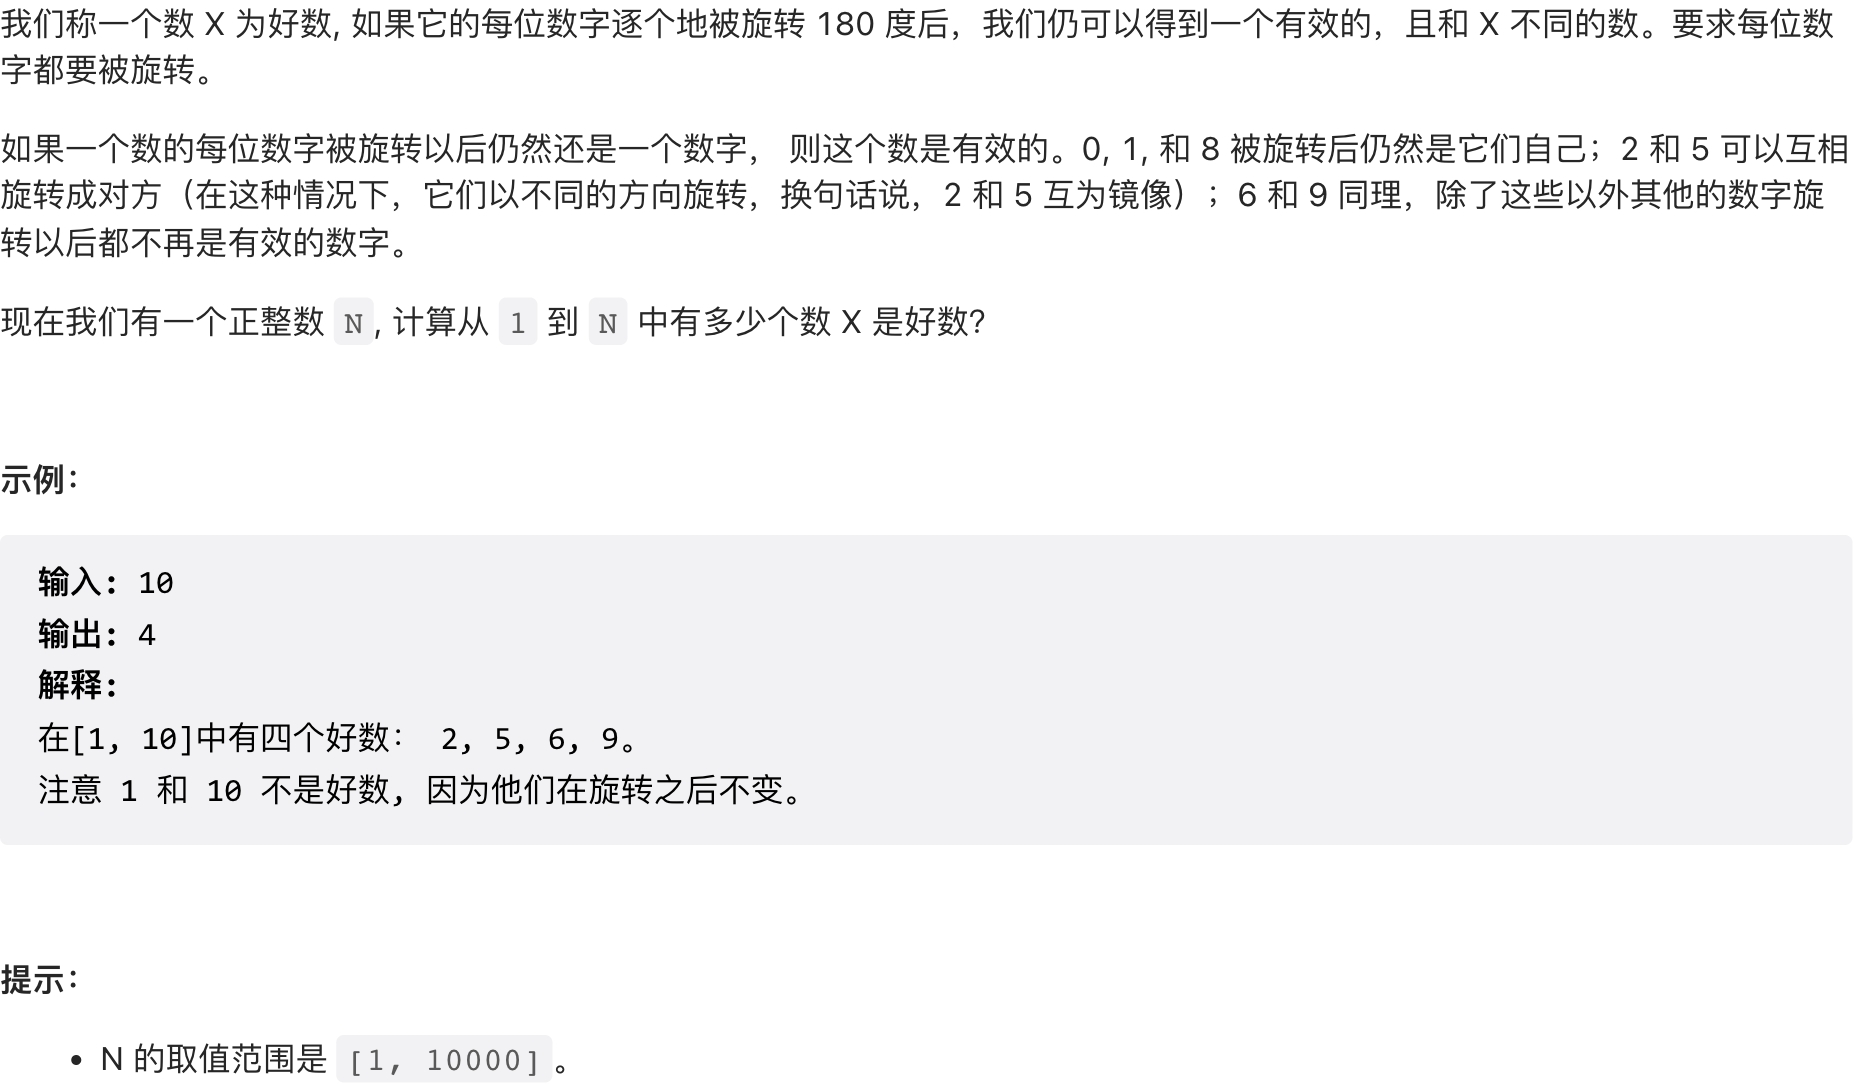 我们称一个数 X 为好数, 如果它的每位数字逐个地被旋转 180 度后，我们仍可以得到一个有效的，且和 X 不同的数。要求每位数
字都要被旋转。
如果一个数的每位数字被旋转以后仍然还是一个数字， 则这个数是有效的。0, 1, 和 8 被旋转后仍然是它们自己；2 和 5 可以互相
旋转成对方（在这种情况下，它们以不同的方向旋转，换句话说，2 和 5 互为镜像）；6 和 9 同理，除了这些以外其他的数字旋
转以后都不再是有效的数字。
现在我们有一个正整数 N, 计算从 1 到 N 中有多少个数 X 是好数?
示例：
输入: 10
输出: 4
解释:
在[1, 10]中有四个好数： 2, 5, 6, 9。
注意 1 和 10 不是好数, 因为他们在旋转之后不变。
提示：
• N 的取值范围是 [1, 10000]。